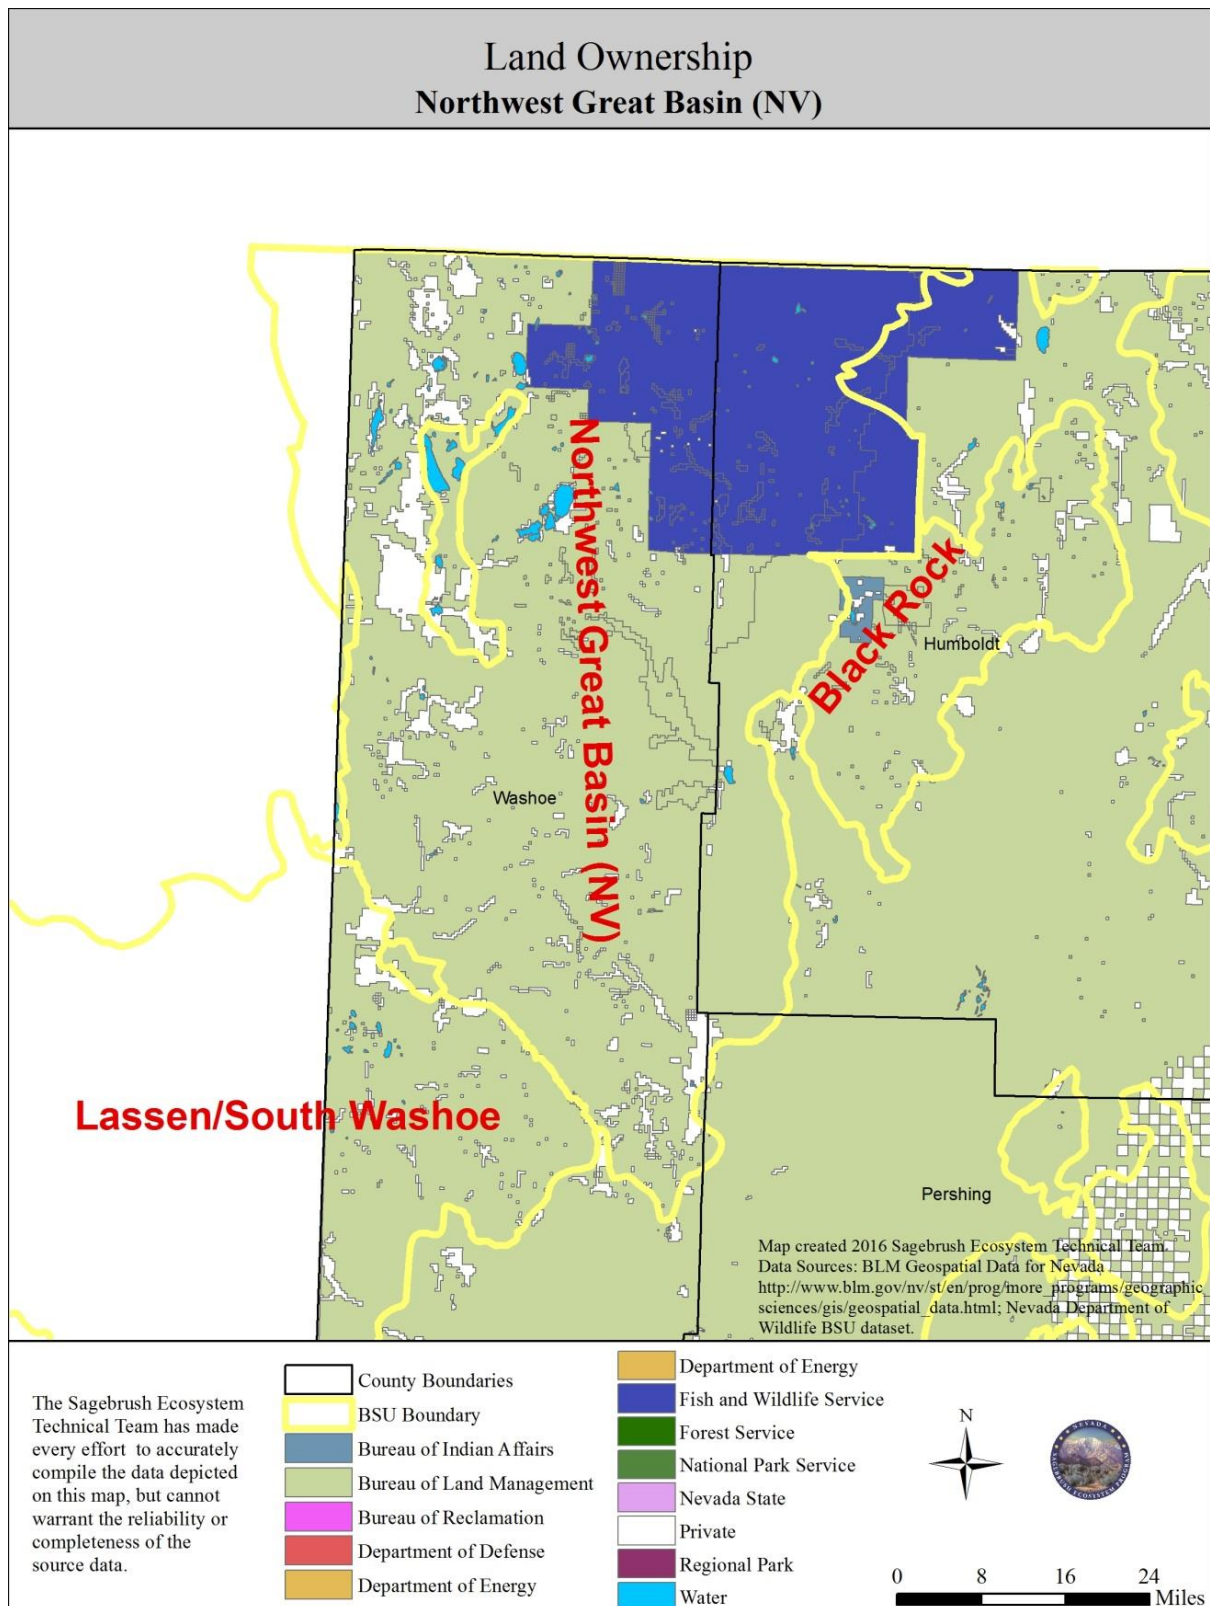 Land Ownership
Northwest Great Basin (NV)
Northwest Great Basin (NV)
Black Rock
Humboldt
Washoe
Lassen/South Washoe
Pershing
Map created 2016 Sagebrush Ecosystem Technical Team.
Data Sources: BLM Geospatial Data for Nevada
http://www.blm.gov/nv/st/en/prog/more_programs/geographic
sciences/gis/geospatial_data.html; Nevada Department of
Wildlife BSU dataset.
The Sagebrush Ecosystem
Technical Team has made
every effort to accurately
compile the data depicted
on this map, but cannot
warrant the reliability or
completeness of the
source data.
County Boundaries
BSU Boundary
Bureau of Indian Affairs
Bureau of Land Management
Bureau of Reclamation
Department of Defense
Department of Energy
Department of Energy
Fish and Wildlife Service
Forest Service
National Park Service
Nevada State
Private
Regional Park
Water
N
NEVADA
SAGEBRUSH ECOSYSTEM PROGRAM
0 8 16 24
Miles